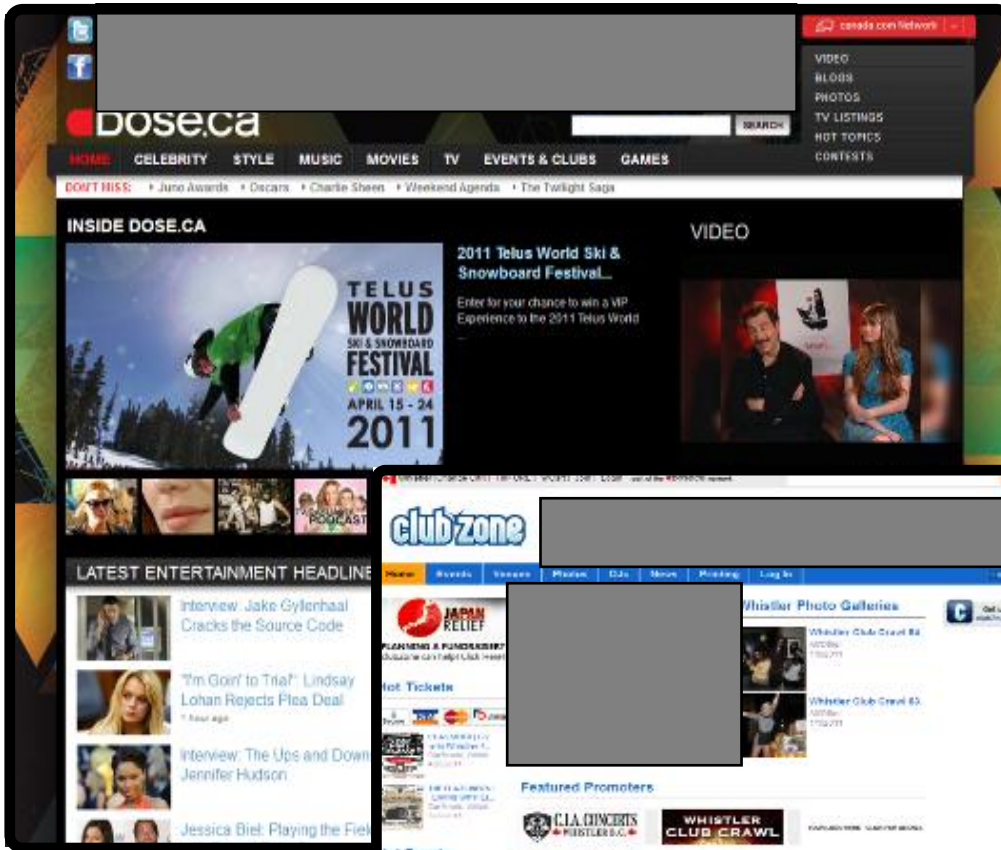 canada.com Network
VIDEO
BLOGS
PHOTOS
TV LISTINGS
HOT TOPICS
CONTESTS
DOSE.CA
SEARCH
HOME CELEBRITY STYLE MUSIC MOVIES TV EVENTS & CLUBS GAMES
DON'T MISS: Juno Awards Oscars Charlie Sheen Weekend Agenda The Twilight Saga
INSIDE DOSE.CA
VIDEO
2011 Telus World Ski &
Snowboard Festival...
Enter for your chance to win a VIP
Experience to the 2011 Telus World
...
TELUS
WORLD
SKI & SNOWBOARD
FESTIVAL
APRIL 15 - 24
2011
PODCAST
LATEST ENTERTAINMENT HEADLINE
Interview: Jake Gyllenhaal
Cracks the Source Code
"I'm Goin' to Trial": Lindsay
Lohan Rejects Plea Deal
1 hour ago
Interview: The Ups and Down
Jennifer Hudson
Jessica Biel: Playing the Fiel
clubzone
Home Events Venues Photos DJs News Printing Log In
JAPAN
RELIEF
PLANNING A FUNDRAISER?
clubzone can help! Click Here!
Hot Tickets
VISA
Whistler Photo Galleries
Whistler Club Crawl
Whistler Club Crawl
Featured Promoters
C.I.A. CONCERTS
WHISTLER B.C.
WHISTLER
CLUB CRAWL